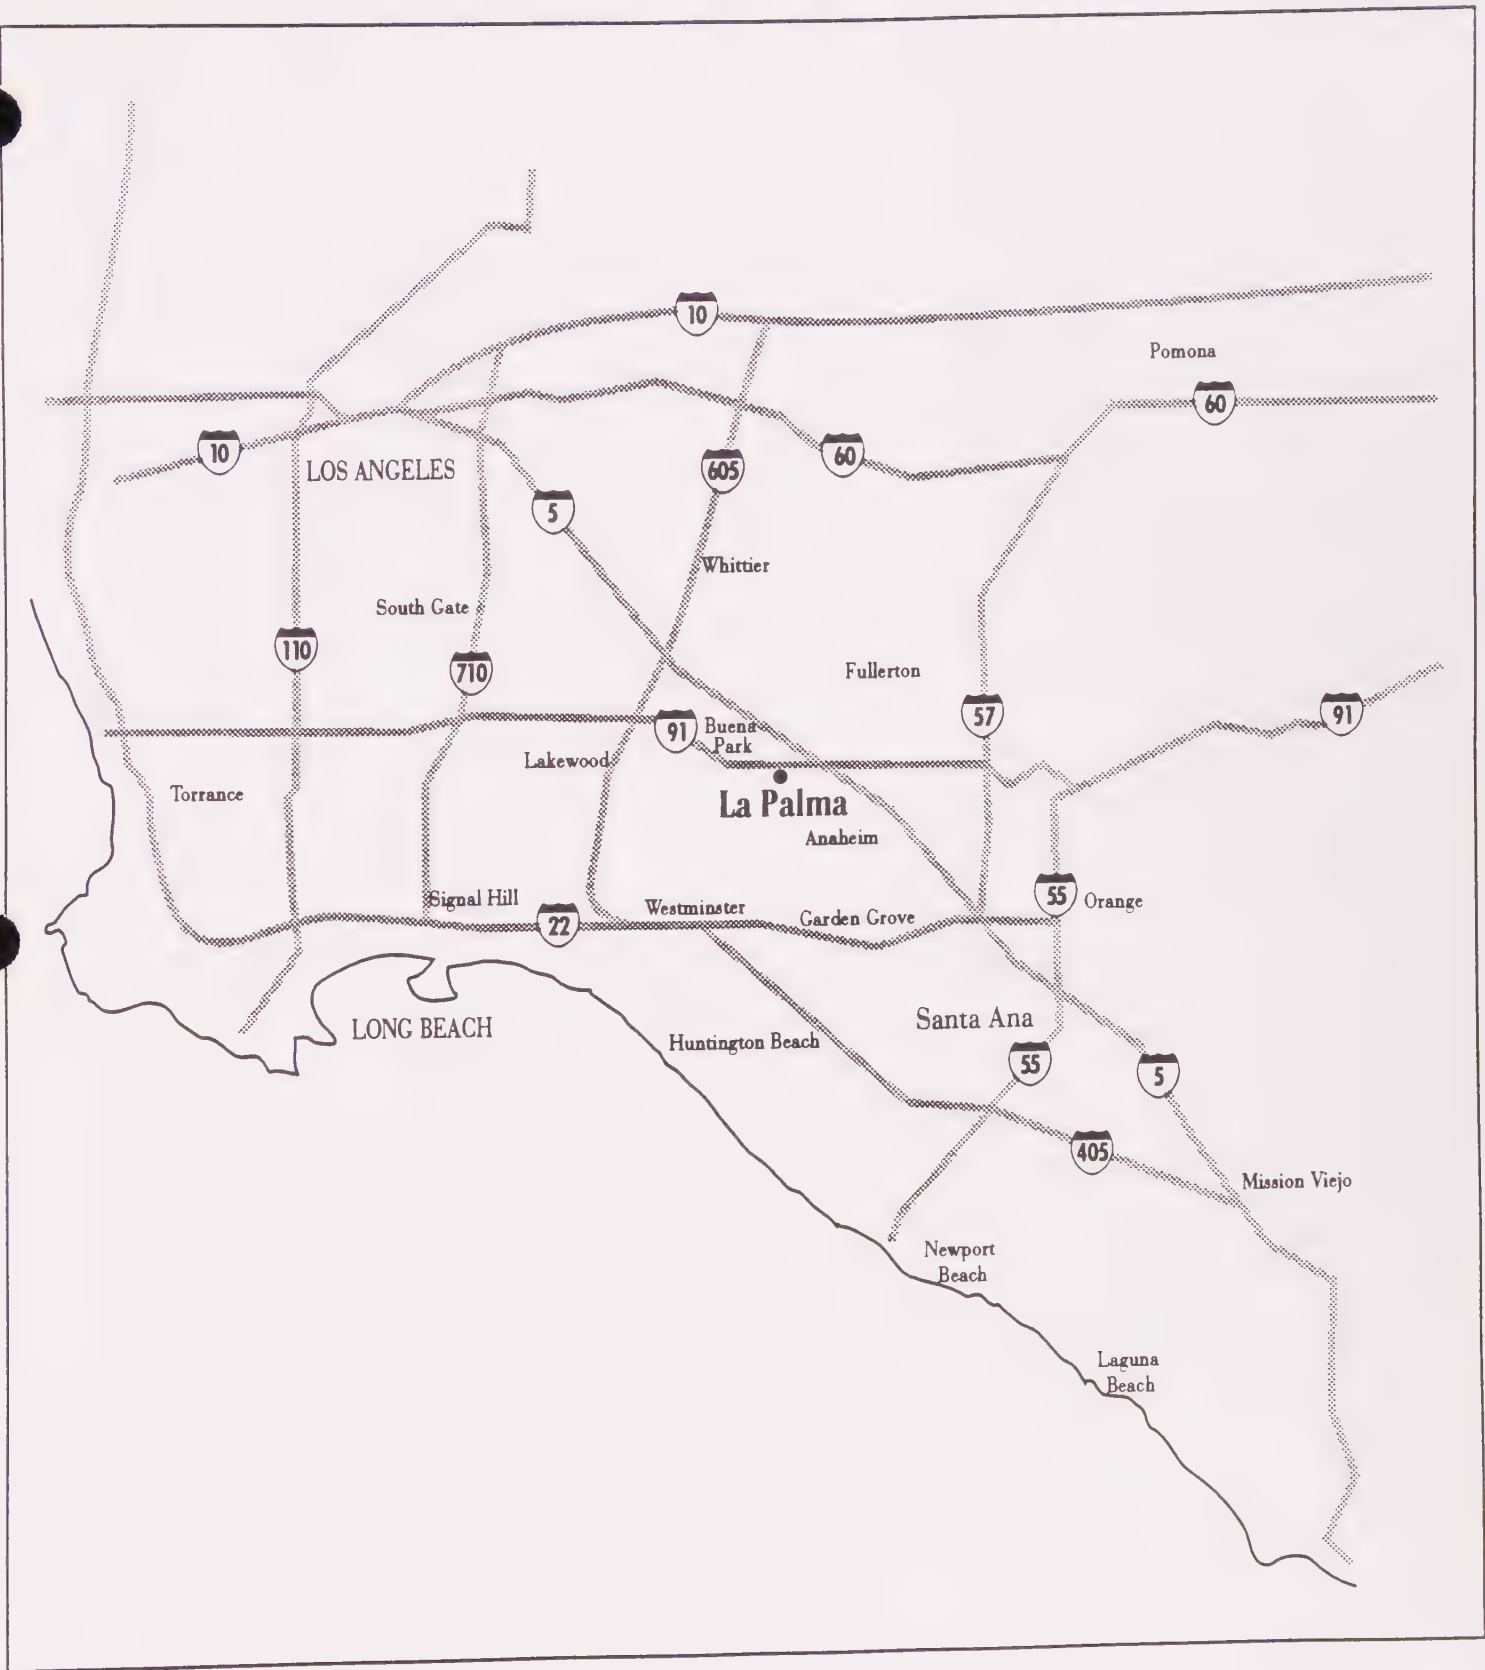 10
Pomona
60
10
LOS ANGELES
60
605
5
Whittier
South Gate
110
710
Fullerton
57
91
91
Buena
Park
Lakewood
La Palma
Torrance
Anaheim
55
Orange
Signal Hill
22
Westminster
Garden Grove
LONG BEACH
Santa Ana
Huntington Beach
55
5
405
Mission Viejo
Newport
Beach
Laguna
Beach